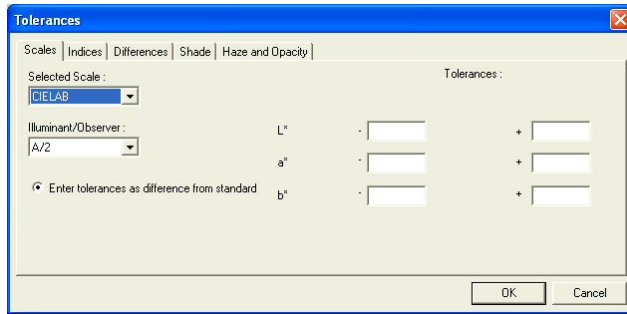 Tolerances
Scales Indices Differences Shade Haze and Opacity
Selected Scale : Tolerances :
CIELAB
Illuminant/Observer :
A/2
L* - +
a* - +
Enter tolerances as difference from standard
b* - +
OK Cancel